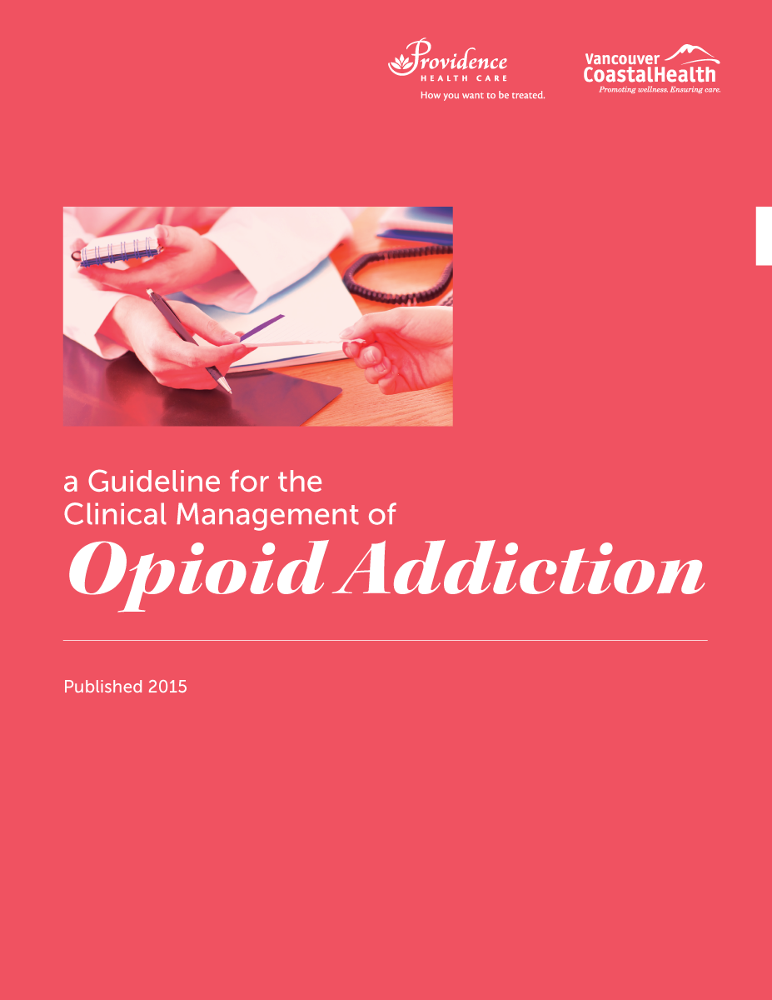 Providence
HEALTH CARE
How you want to be treated.
Vancouver
CoastalHealth
Promoting wellness. Ensuring care.
a Guideline for the
Clinical Management of
Opioid Addiction
Published 2015